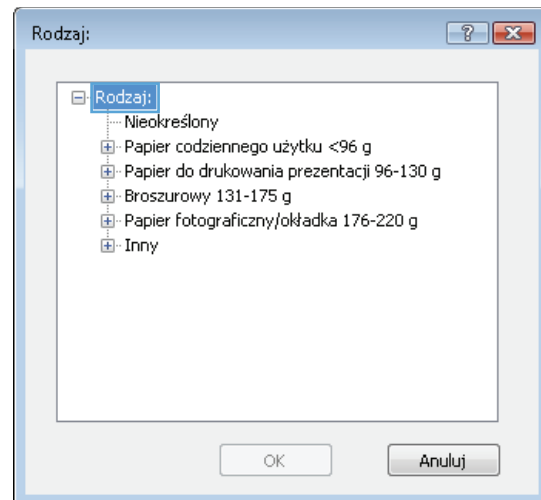 Rodzaj:
Rodzaj:
Nieokreślony
Papier codziennego użytku <96 g
Papier do drukowania prezentacji 96-130 g
Broszurowy 131-175 g
Papier fotograficzny/okładka 176-220 g
Inny
OK Anuluj